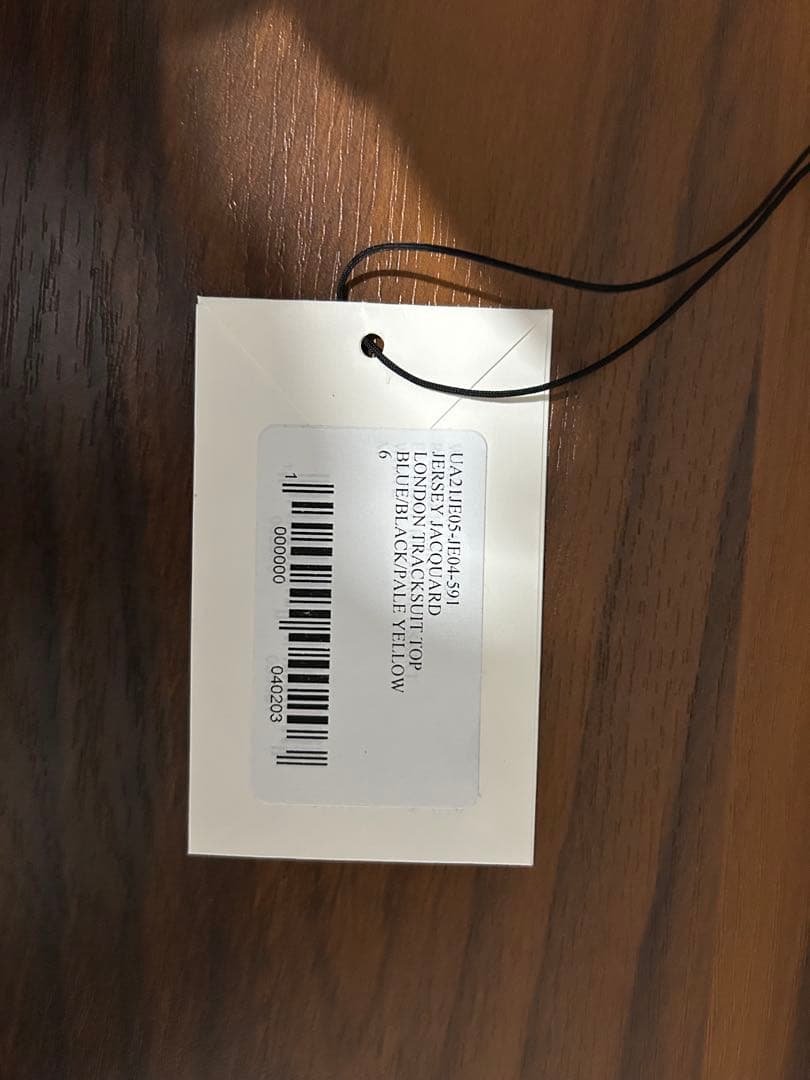 UA21JE05-JE04-591
JERSEY JACQUARD
LONDON TRACKSUIT TOP
BLUE/BLACK/PALE YELLOW
6
1 000000 040203